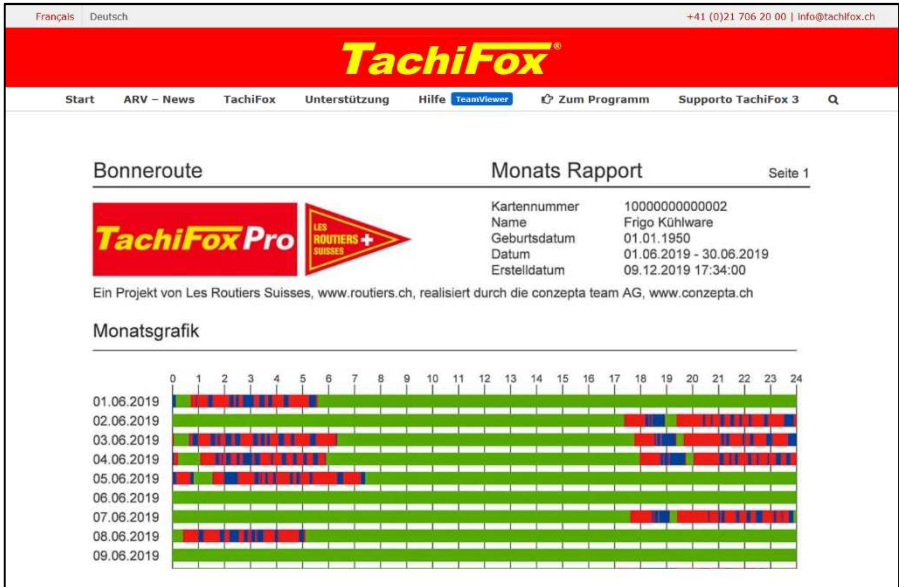 Français Deutsch +41 (0)21 706 20 00 | info@tachifox.ch
TachiFox®
Start ARV – News TachiFox Unterstützung Hilfe TeamViewer Zum Programm Supporto TachiFox 3
Bonneroute Monats Rapport Seite 1
Kartennummer 10000000000002
Name Frigo Kühlware
Geburtsdatum 01.01.1950
Datum 01.06.2019 - 30.06.2019
Erstelldatum 09.12.2019 17:34:00
TachiFox Pro
LES
ROUTIERS
SUISSES
Ein Projekt von Les Routiers Suisses, www.routiers.ch, realisiert durch die conzepta team AG, www.conzepta.ch
Monatsgrafik
0 1 2 3 4 5 6 7 8 9 10 11 12 13 14 15 16 17 18 19 20 21 22 23 24
01.06.2019
02.06.2019
03.06.2019
04.06.2019
05.06.2019
06.06.2019
07.06.2019
08.06.2019
09.06.2019